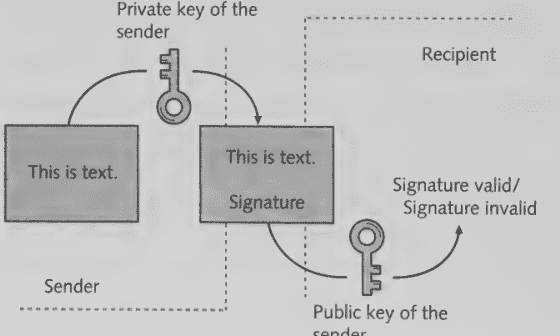 Private key of the
sender
Recipient
This is text.
This is text.
Signature
Signature valid/
Signature invalid
Sender
Public key of the
sender